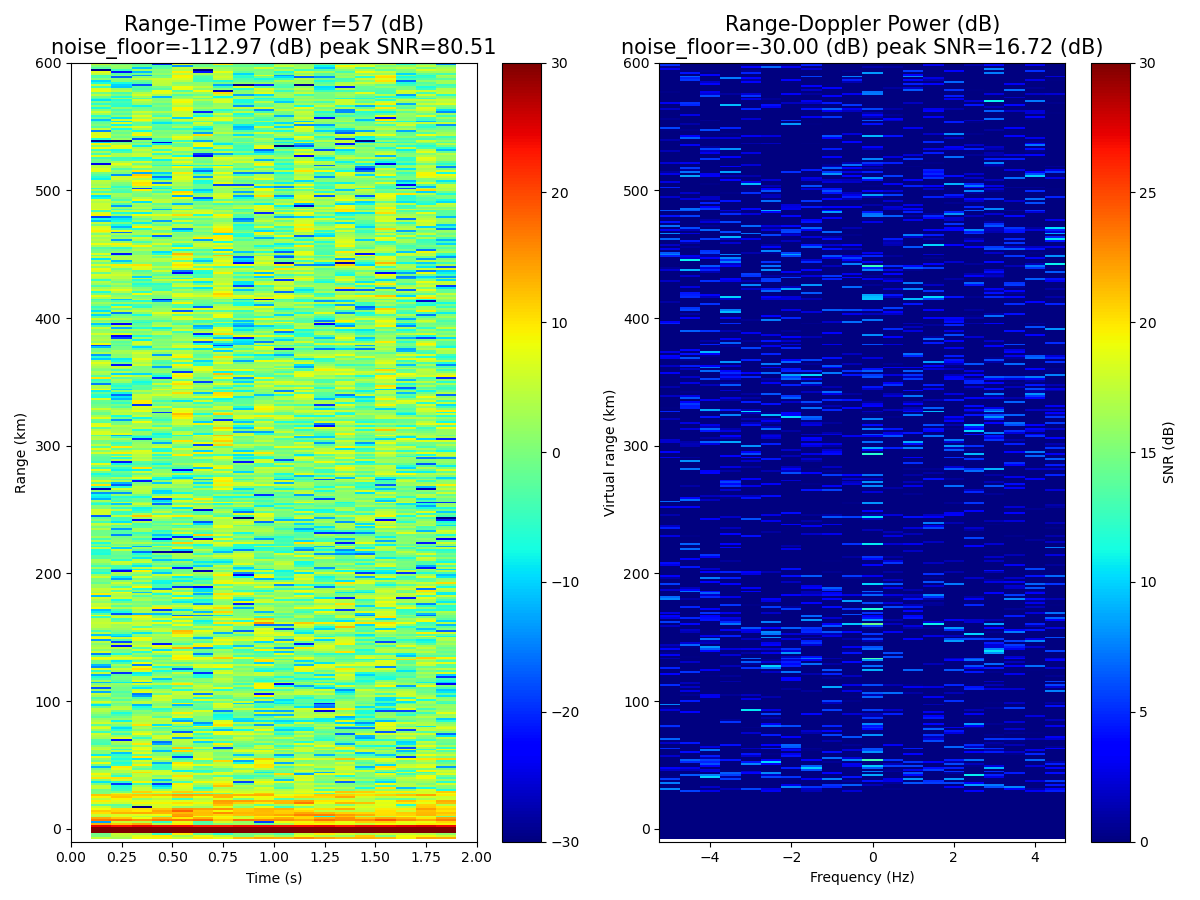 Range-Time Power f=57 (dB)
noise_floor=-112.97 (dB) peak SNR=80.51
600
500
400
300
200
100
0
Range (km)
0.00 0.25 0.50 0.75 1.00 1.25 1.50 1.75 2.00
Time (s)
30
20
10
0
−10
−20
−30
Range-Doppler Power (dB)
noise_floor=-30.00 (dB) peak SNR=16.72 (dB)
600
500
400
300
200
100
0
Virtual range (km)
−4 −2 0 2 4
Frequency (Hz)
30
25
20
15
10
5
0
SNR (dB)